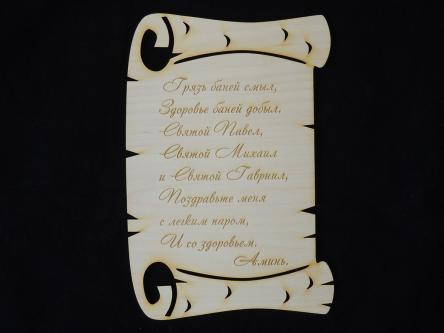 Грязь баней смыл,
Здоровье баней добыл.
Святой Павел,
Святой Михаил
и Святой Гавриил,
Поздравьте меня
с легким паром,
И со здоровьем.
Аминь.